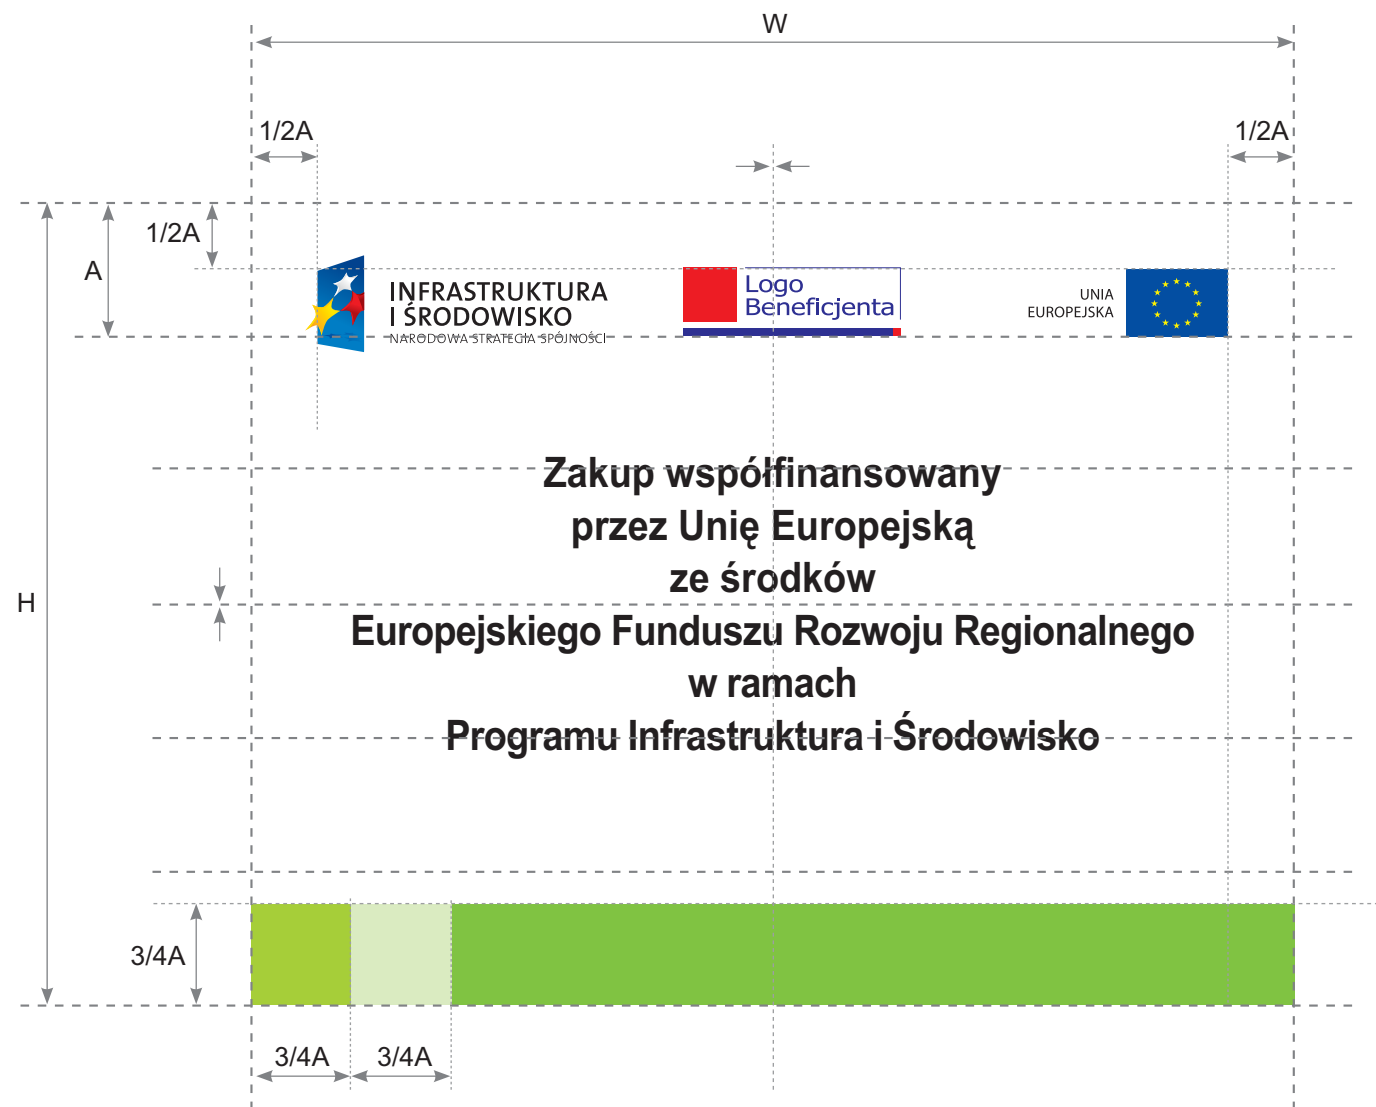 W
1/2A
1/2A
1/2A
A
INFRASTRUKTURA
I ŚRODOWISKO
NARODOWA STRATEGIA SPÓJNOŚCI
Logo
Beneficjenta
UNIA
EUROPEJSKA
Zakup współfinansowany
przez Unię Europejską
ze środków
H
Europejskiego Funduszu Rozwoju Regionalnego
w ramach
Programu Infrastruktura i Środowisko
3/4A
3/4A
3/4A